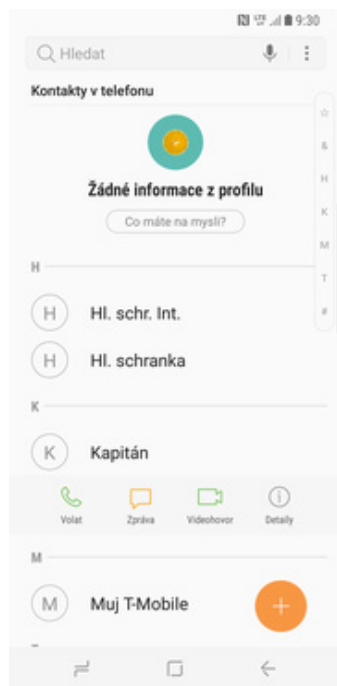 9:30
Hledat
Kontakty v telefonu
Žádné informace z profilu
Co máte na mysli?
☆
&
H
K
M
T
#
H
H Hl. schr. Int.
H Hl. schranka
K
K Kapitán
Volat Zpráva Videohovor Detaily
M
M Muj T-Mobile